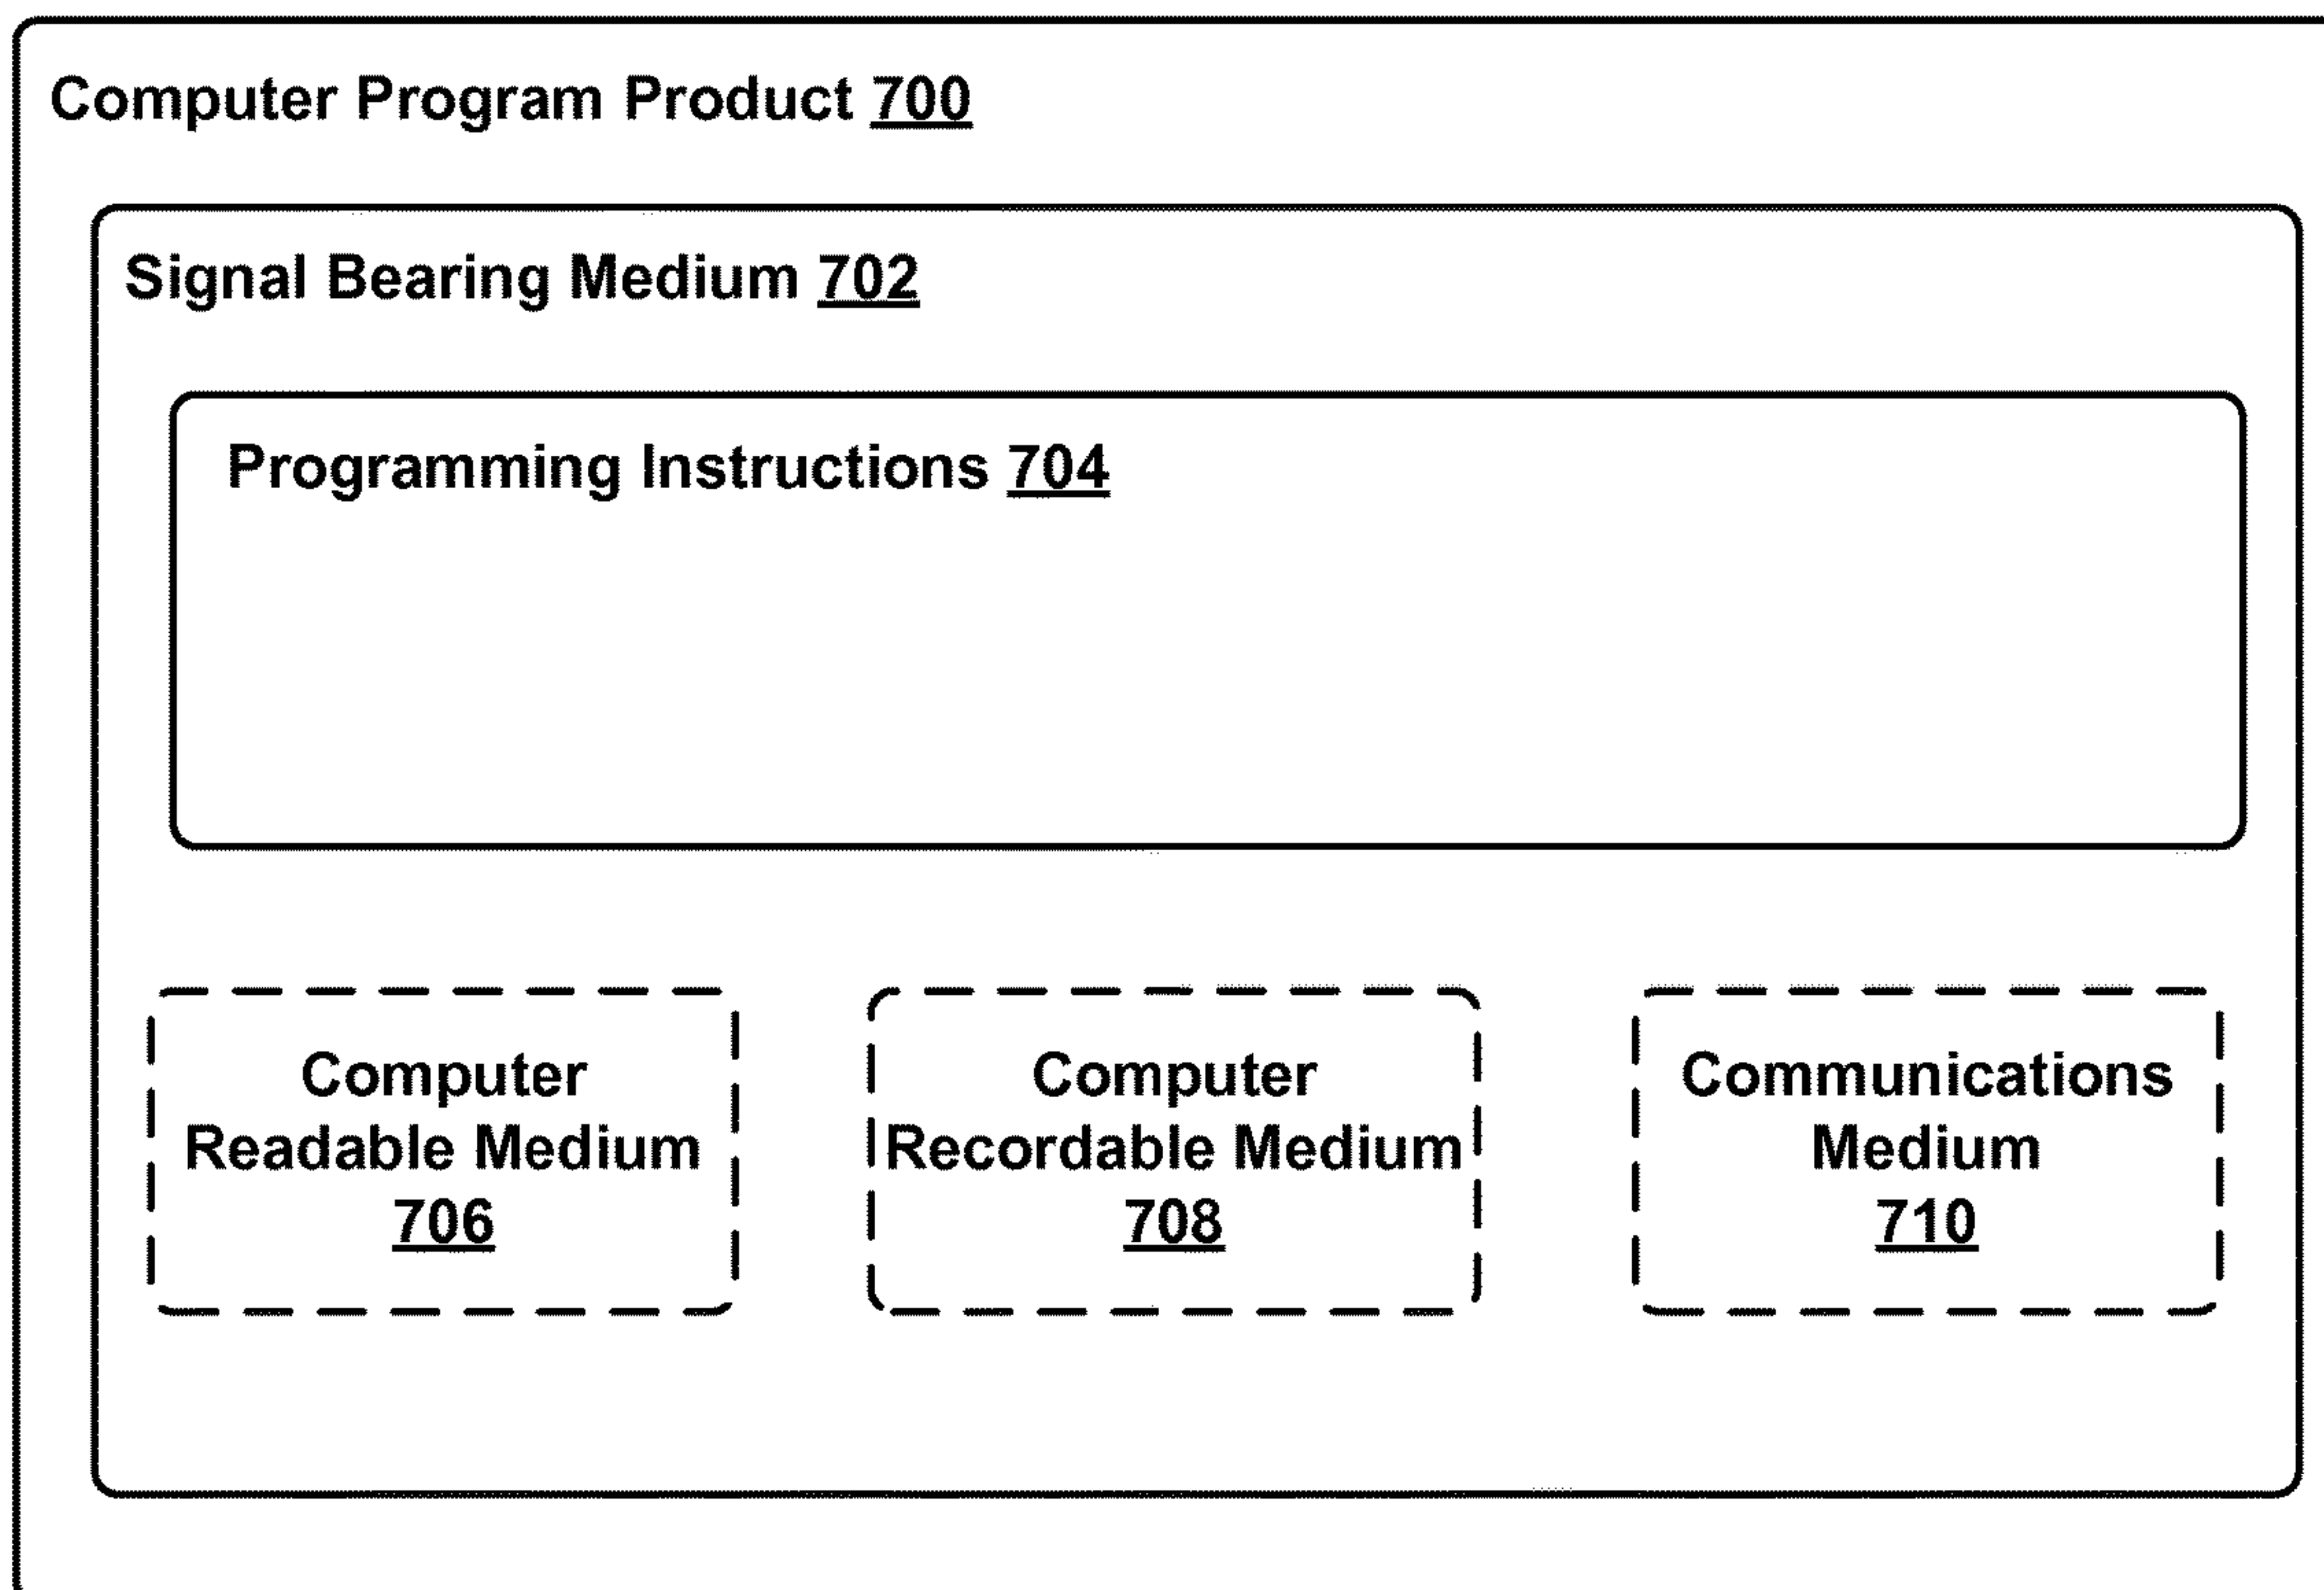 Computer Program Product 700
Signal Bearing Medium 702
Programming Instructions 704
Computer
Readable Medium
706
Computer
Recordable Medium
708
Communications
Medium
710